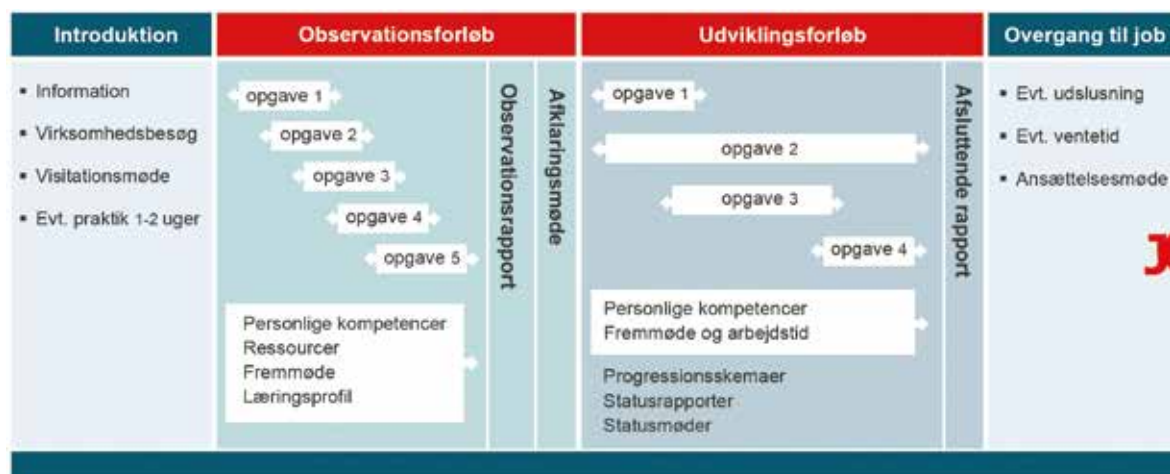 Introduktion
Information
Virksomhedsbesøg
Visitationsmøde
Evt. praktik 1-2 uger
Observationsforløb
opgave 1
opgave 2
opgave 3
opgave 4
opgave 5
Personlige kompetencer
Ressourcer
Fremmøde
Læringsprofil
Observationsrapport
Afklaringsmøde
Udviklingsforløb
opgave 1
opgave 2
opgave 3
opgave 4
Personlige kompetencer
Fremmøde og arbejdstid
Progressionsskemaer
Statusrapporter
Statusmøder
Afsluttende rapport
Overgang til job
Evt. udslusning
Evt. ventetid
Ansættelsesmøde